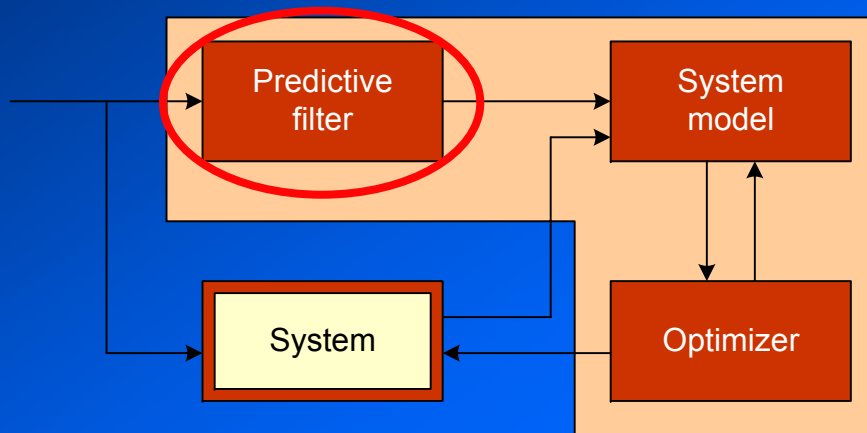 Predictive
filter
System
model
System
Optimizer